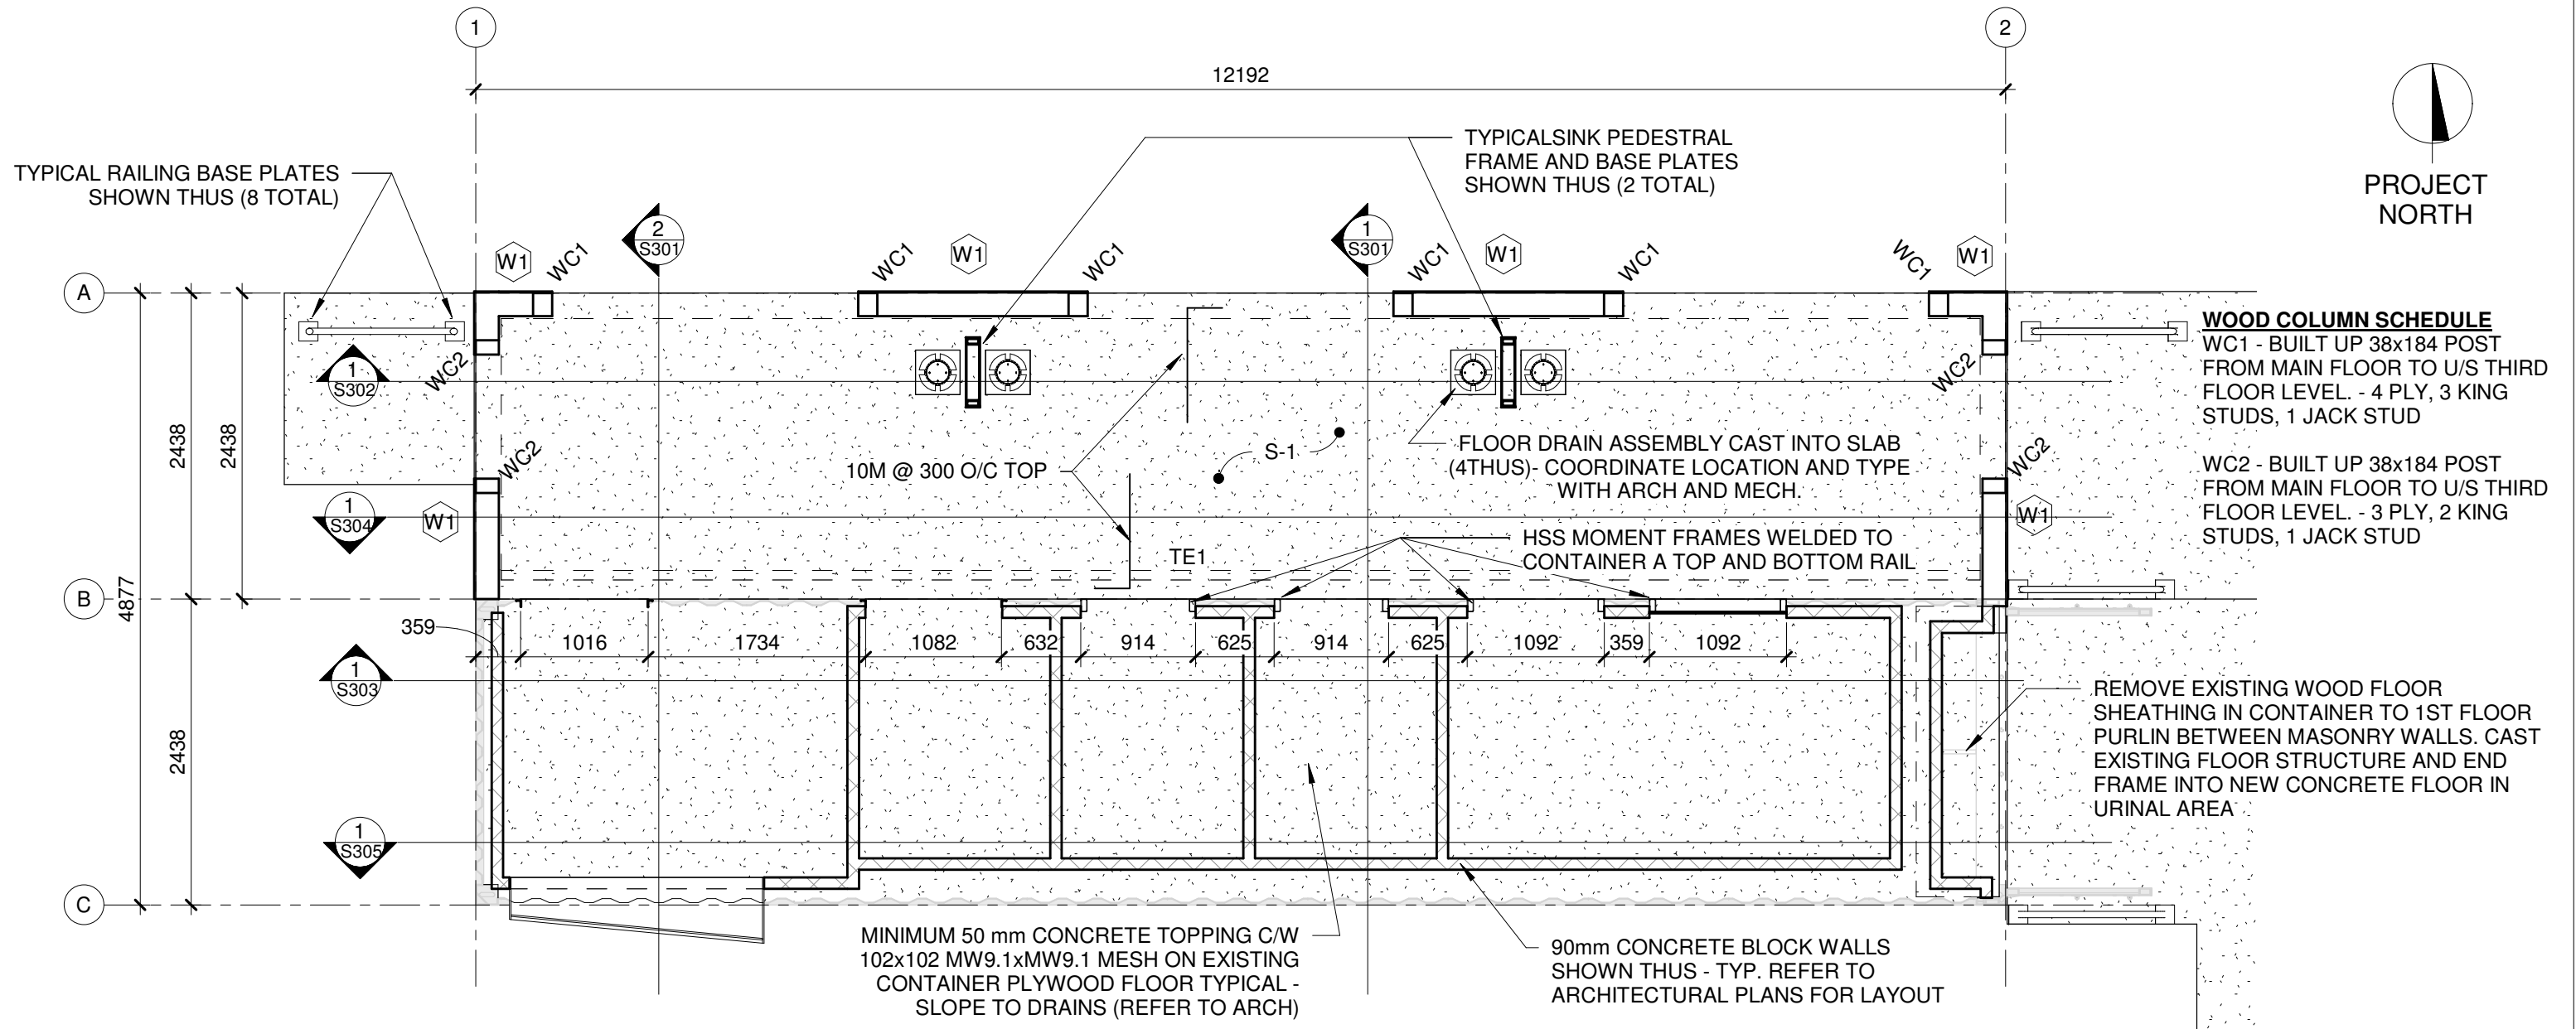 1
2
12192
PROJECT
NORTH
TYPICAL RAILING BASE PLATES
SHOWN THUS (8 TOTAL)
TYPICALSINK PEDESTRAL
FRAME AND BASE PLATES
SHOWN THUS (2 TOTAL)
2
S301
1
S301
W1
WC1
WC1
W1
WC1
WC1
W1
WC1
WC1
W1
A
WOOD COLUMN SCHEDULE
WC1 - BUILT UP 38x184 POST
FROM MAIN FLOOR TO U/S THIRD
FLOOR LEVEL. - 4 PLY, 3 KING
STUDS, 1 JACK STUD
WC2 - BUILT UP 38x184 POST
FROM MAIN FLOOR TO U/S THIRD
FLOOR LEVEL. - 3 PLY, 2 KING
STUDS, 1 JACK STUD
1
S302
WC2
WC2
2438
2438
WC2
WC2
10M @ 300 O/C TOP
S-1
FLOOR DRAIN ASSEMBLY CAST INTO SLAB
(4THUS)- COORDINATE LOCATION AND TYPE
WITH ARCH AND MECH.
1
S304
W1
W1
TE1
HSS MOMENT FRAMES WELDED TO
CONTAINER A TOP AND BOTTOM RAIL
B
4877
359
1016
1734
1082
632
914
625
914
625
1092
359
1092
1
S303
2438
REMOVE EXISTING WOOD FLOOR
SHEATHING IN CONTAINER TO 1ST FLOOR
PURLIN BETWEEN MASONRY WALLS. CAST
EXISTING FLOOR STRUCTURE AND END
FRAME INTO NEW CONCRETE FLOOR IN
URINAL AREA
1
S305
C
MINIMUM 50 mm CONCRETE TOPPING C/W
102x102 MW9.1xMW9.1 MESH ON EXISTING
CONTAINER PLYWOOD FLOOR TYPICAL -
SLOPE TO DRAINS (REFER TO ARCH)
90mm CONCRETE BLOCK WALLS
SHOWN THUS - TYP. REFER TO
ARCHITECTURAL PLANS FOR LAYOUT